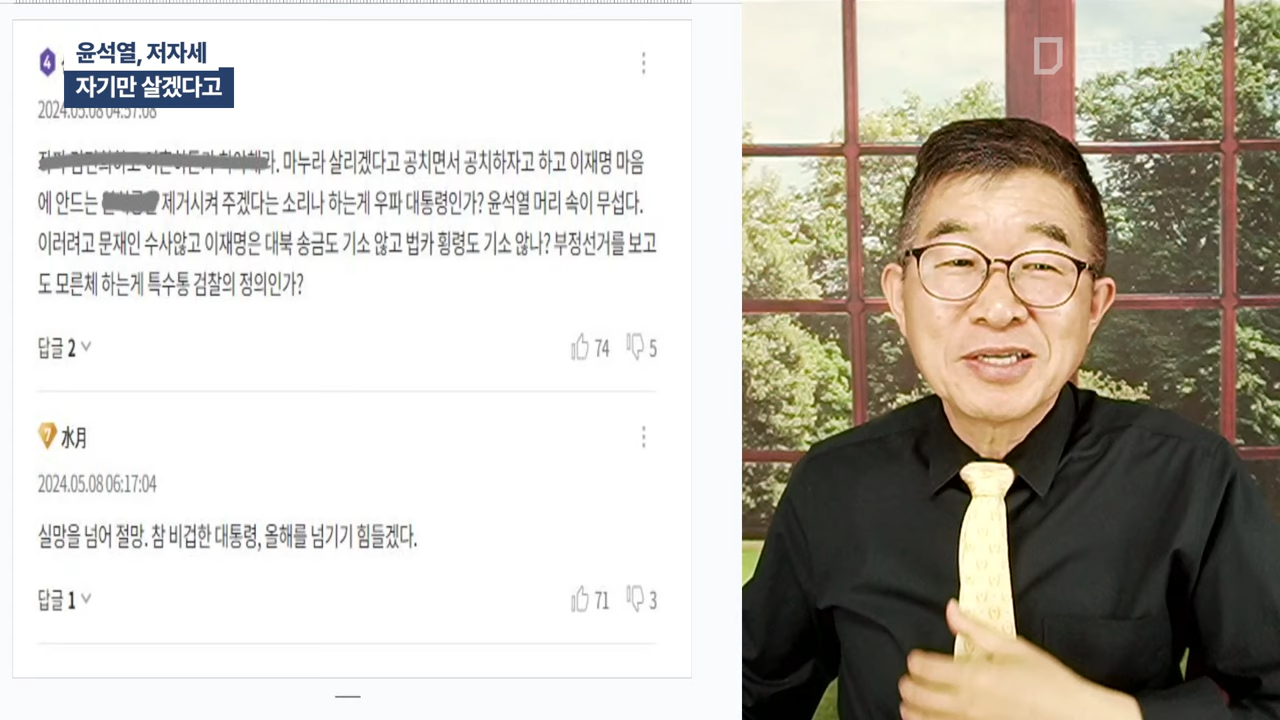 윤석열, 저자세
자기만 살겠다고
4
2024.05.08 04:57:08
마누라 살리겠다고 공치면서 공치하자고 하고 이재명 마음
에 안드는 제거시켜 주겠다는 소리나 하는게 우파 대통령인가? 윤석열 머리 속이 무섭다.
이러려고 문재인 수사않고 이재명은 대북 송금도 기소 않고 법카 횡령도 기소 않나? 부정선거를 보고
도 모른체 하는게 특수통 검찰의 정의인가?
답글 2
74
5
7 水月
2024.05.08 06:17:04
실망을 넘어 절망. 참 비겁한 대통령, 올해를 넘기기 힘들겠다.
답글 1
71
3
공병호TV